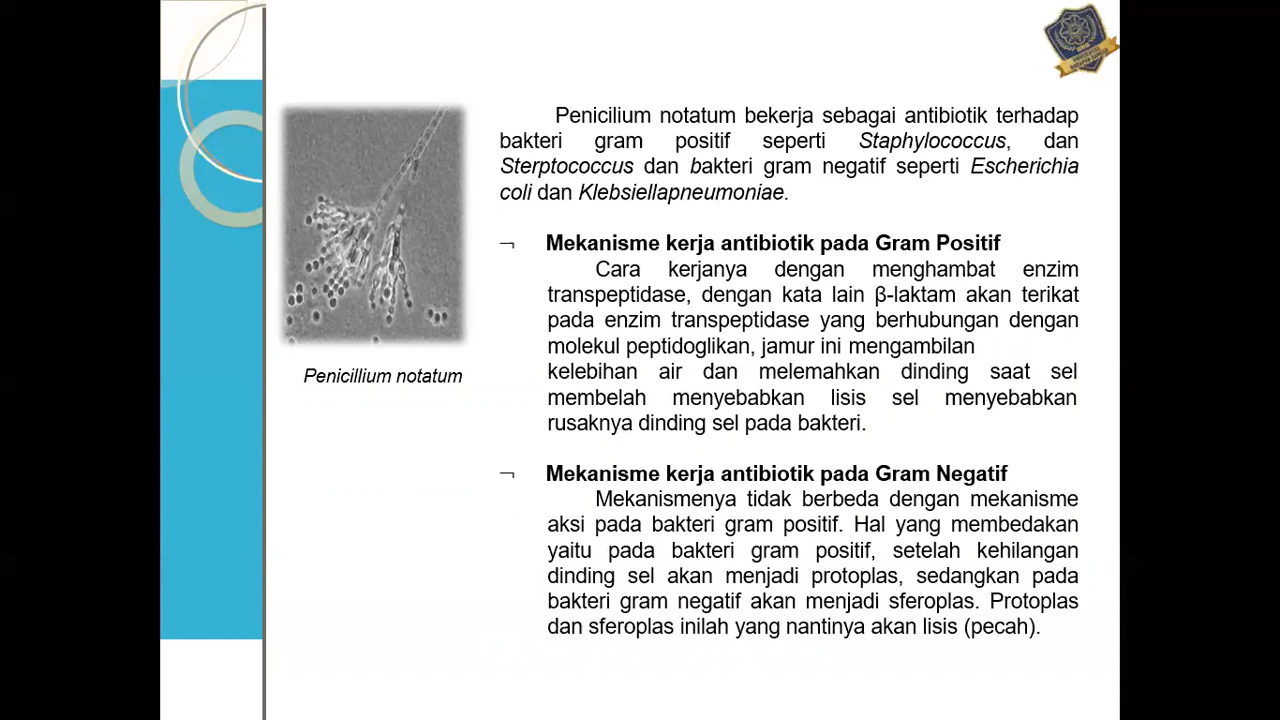 Penicilium notatum bekerja sebagai antibiotik terhadap
bakteri gram positif seperti Staphylococcus, dan
Sterptococcus dan bakteri gram negatif seperti Escherichia
coli dan Klebsiellapneumoniae.
¬ Mekanisme kerja antibiotik pada Gram Positif
Cara kerjanya dengan menghambat enzim
transpeptidase, dengan kata lain β-laktam akan terikat
pada enzim transpeptidase yang berhubungan dengan
molekul peptidoglikan, jamur ini mengambilan
kelebihan air dan melemahkan dinding saat sel
membelah menyebabkan lisis sel menyebabkan
rusaknya dinding sel pada bakteri.
Penicillium notatum
¬ Mekanisme kerja antibiotik pada Gram Negatif
Mekanismenya tidak berbeda dengan mekanisme
aksi pada bakteri gram positif. Hal yang membedakan
yaitu pada bakteri gram positif, setelah kehilangan
dinding sel akan menjadi protoplas, sedangkan pada
bakteri gram negatif akan menjadi sferoplas. Protoplas
dan sferoplas inilah yang nantinya akan lisis (pecah).